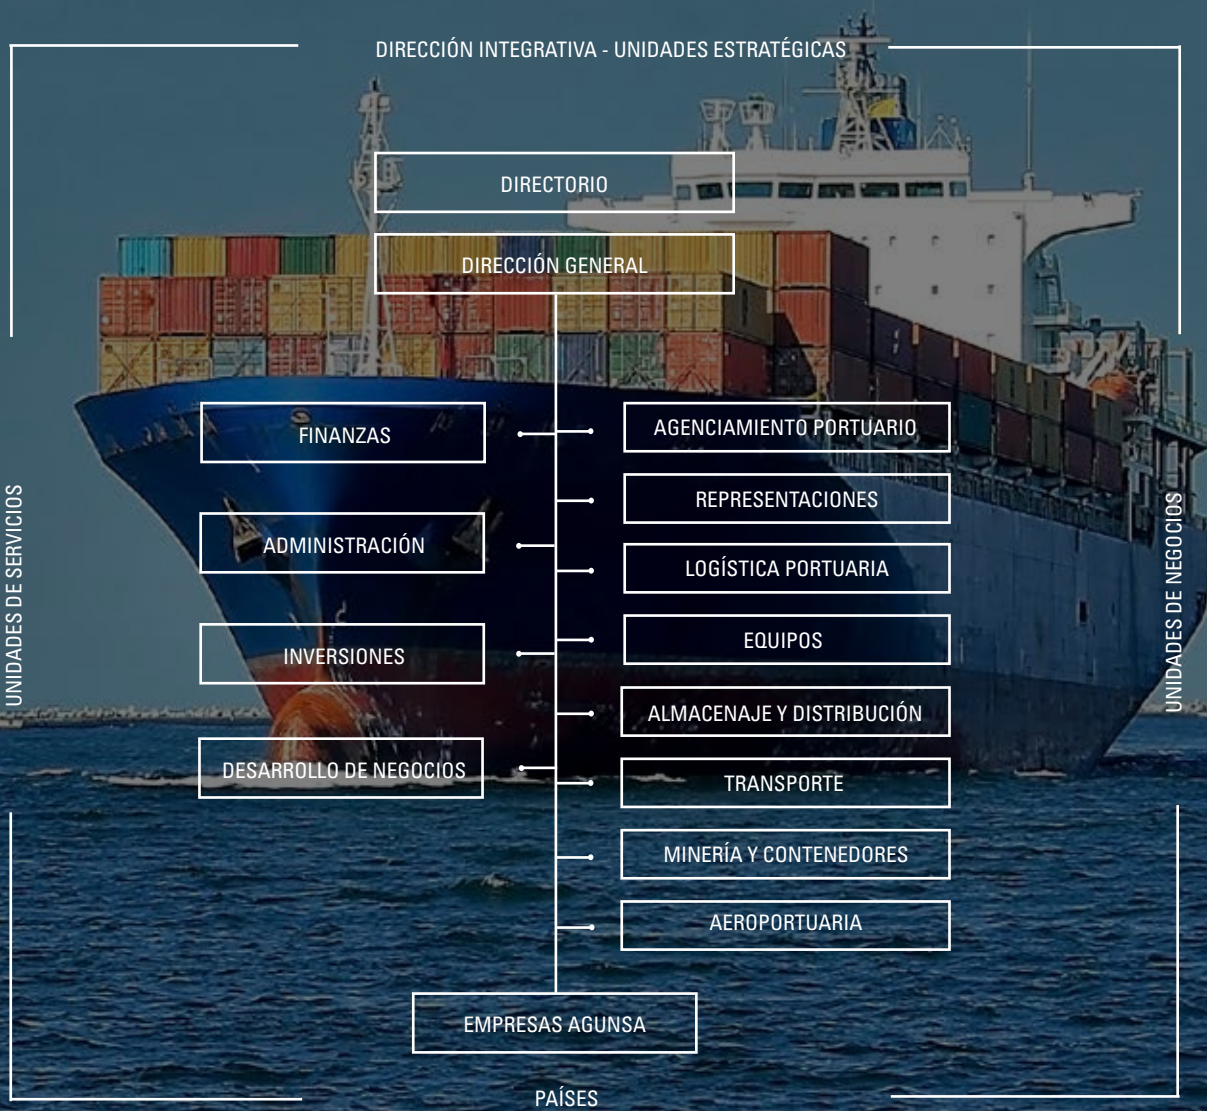 DIRECCIÓN INTEGRATIVA - UNIDADES ESTRATÉGICAS
DIRECTORIO
DIRECCIÓN GENERAL
UNIDADES DE SERVICIOS
FINANZAS
ADMINISTRACIÓN
INVERSIONES
DESARROLLO DE NEGOCIOS
AGENCIAMIENTO PORTUARIO
REPRESENTACIONES
LOGÍSTICA PORTUARIA
EQUIPOS
ALMACENAJE Y DISTRIBUCIÓN
TRANSPORTE
MINERÍA Y CONTENEDORES
AEROPORTUARIA
UNIDADES DE NEGOCIOS
EMPRESAS AGUNSA
PAÍSES